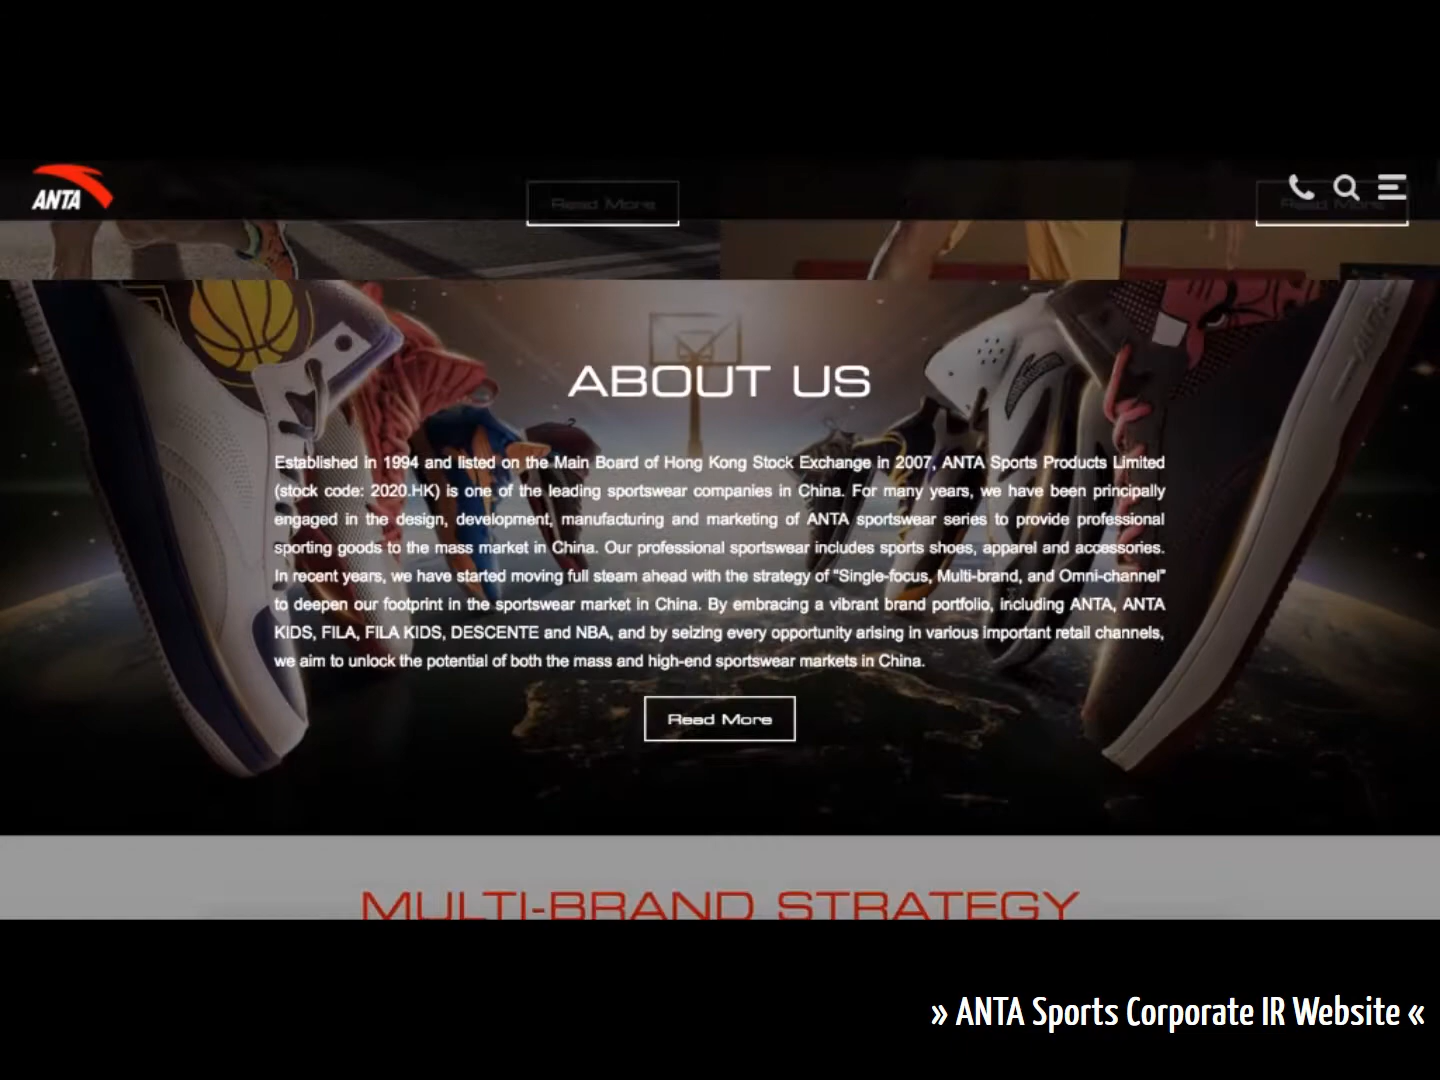 ANTA
Read More
Read More
ABOUT US
Established in 1994 and listed on the Main Board of Hong Kong Stock Exchange in 2007, ANTA Sports Products Limited
(stock code: 2020.HK) is one of the leading sportswear companies in China. For many years, we have been principally
engaged in the design, development, manufacturing and marketing of ANTA sportswear series to provide professional
sporting goods to the mass market in China. Our professional sportswear includes sports shoes, apparel and accessories.
In recent years, we have started moving full steam ahead with the strategy of "Single-focus, Multi-brand, and Omni-channel"
to deepen our footprint in the sportswear market in China. By embracing a vibrant brand portfolio, including ANTA, ANTA
KIDS, FILA, FILA KIDS, DESCENTE and NBA, and by seizing every opportunity arising in various important retail channels,
we aim to unlock the potential of both the mass and high-end sportswear markets in China.
Read More
MULTI-BRAND STRATEGY
» ANTA Sports Corporate IR Website «